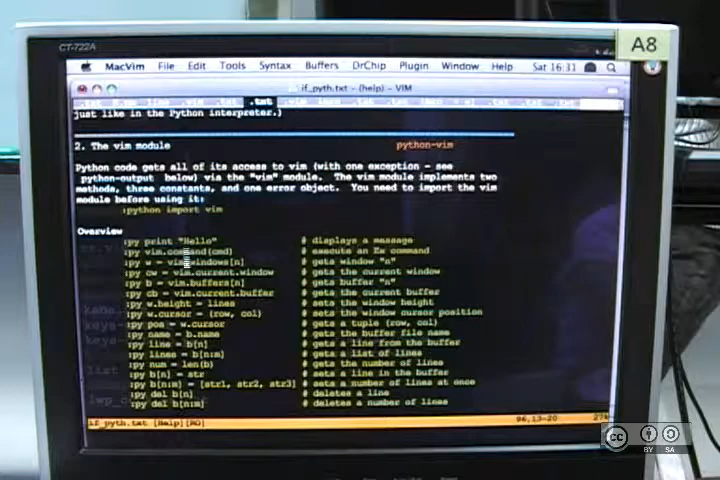 CT-722A
A8
MacVim File Edit Tools Syntax Buffers DrChip Plugin Window Help Sat 16:31
if_pyth.txt - (help) - VIM
just like in the Python interpreter.)
2. The vim module python-vim
Python code gets all of its access to vim (with one exception - see
python-output below) via the "vim" module. The vim module implements two
methods, three constants, and one error object. You need to import the vim
module before using it:
:python import vim
Overview
:py print "Hello" # displays a message
:py vim.command(cmd) # execute an Ex command
:py w = vim.windows[n] # gets window "n"
:py cw = vim.current.window # gets the current window
:py b = vim.buffers[n] # gets buffer "n"
:py cb = vim.current.buffer # gets the current buffer
:py w.height = lines # sets the window height
:py w.cursor = (row, col) # sets the window cursor position
:py pos = w.cursor # gets a tuple (row, col)
:py name = b.name # gets the buffer file name
:py line = b[n] # gets a line from the buffer
:py lines = b[n:m] # gets a list of lines
:py num = len(b) # gets the number of lines
:py b[n] = str # sets a line in the buffer
:py b[n:m] = [str1, str2, str3] # sets a number of lines at once
:py del b[n] # deletes a line
:py del b[n:m] # deletes a number of lines
if_pyth.txt [Help][RO] 96,13-20 27%
cc BY SA